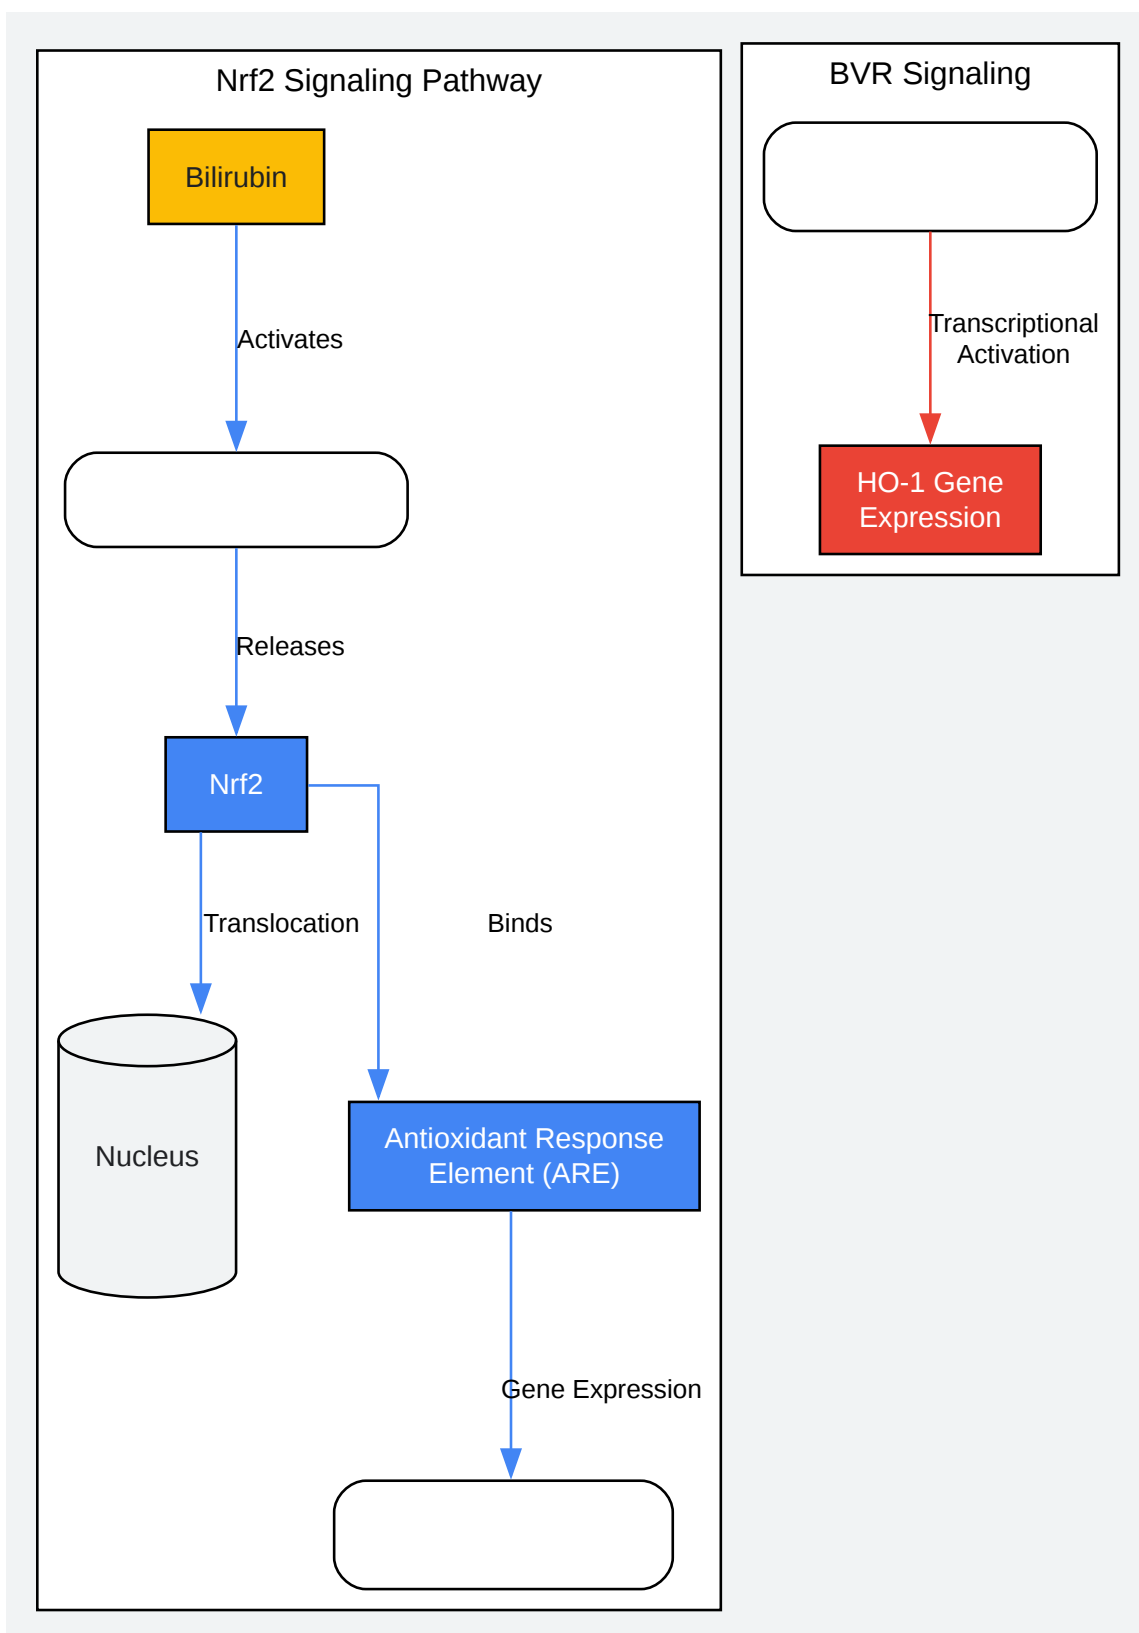 Nrf2 Signaling Pathway
Bilirubin
Activates
Releases
Nrf2
Translocation
Binds
Nucleus
Antioxidant Response
Element (ARE)
Gene Expression
BVR Signaling
Transcriptional
Activation
HO-1 Gene
Expression